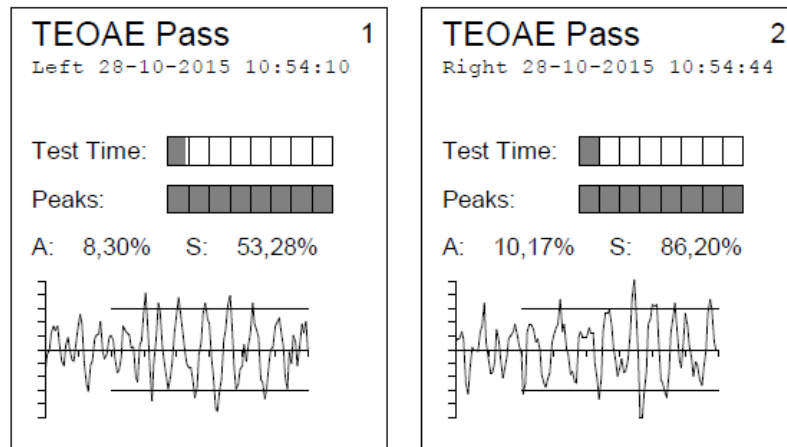 TEOAE Pass 1
Left 28-10-2015 10:54:10
Test Time:
Peaks:
A: 8,30% S: 53,28%
TEOAE Pass 2
Right 28-10-2015 10:54:44
Test Time:
Peaks:
A: 10,17% S: 86,20%